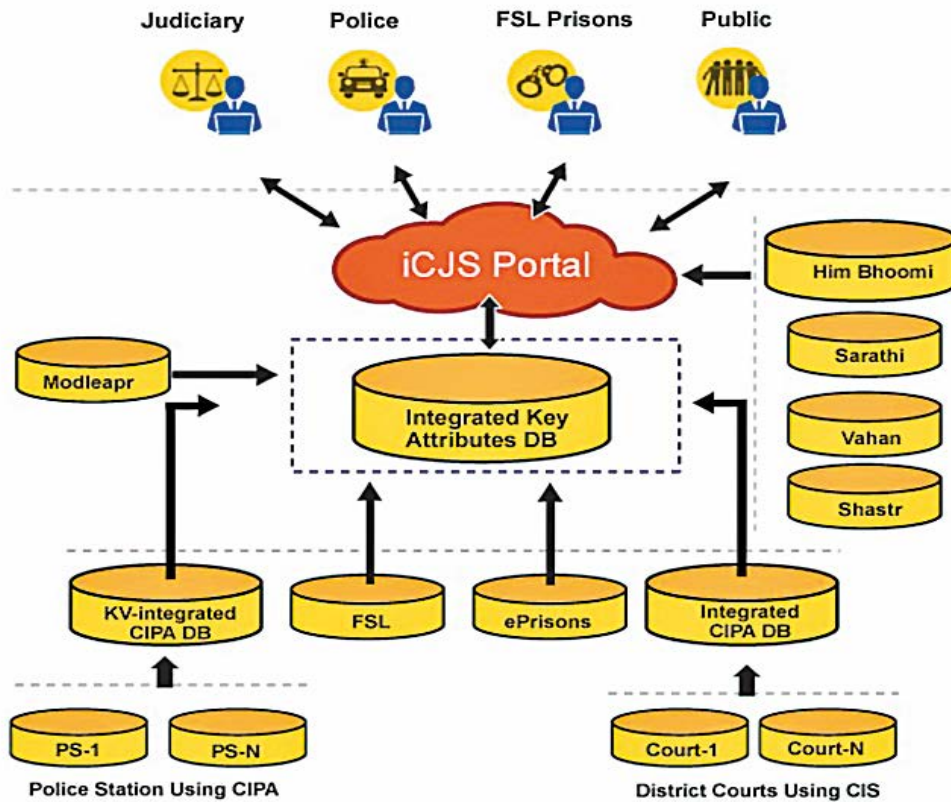 Judiciary
Police
FSL Prisons
Public
iCJS Portal
Him Bhoomi
Sarathi
Vahan
Shastr
Modleapr
Integrated Key
Attributes DB
KV-integrated
CIPA DB
FSL
ePrisons
Integrated
CIPA DB
PS-1
PS-N
Court-1
Court-N
Police Station Using CIPA
District Courts Using CIS